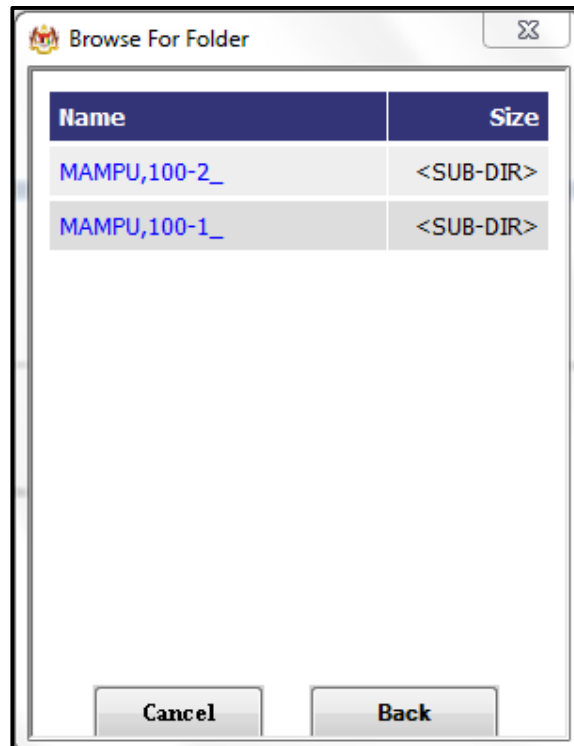 Browse For Folder
Name Size
MAMPU,100-2_ <SUB-DIR>
MAMPU,100-1_ <SUB-DIR>
Cancel Back